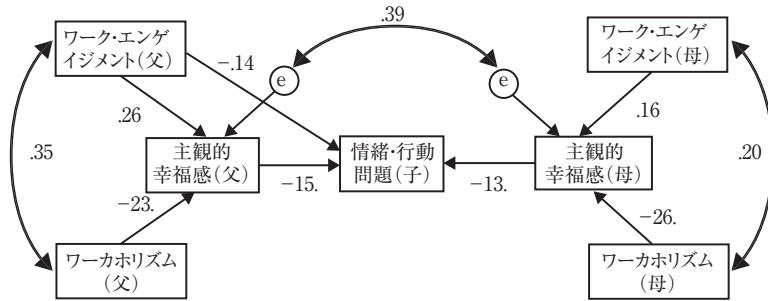 .39
ワーク・エンゲ
イジメント（父）
ワーク・エンゲ
イジメント（母）
e
e
−.14
.26
.16
.35
主観的
幸福感（父）
情緒・行動
問題（子）
主観的
幸福感（母）
.20
−15.
−13.
−23.
−26.
ワーカホリズム
（父）
ワーカホリズム
（母）